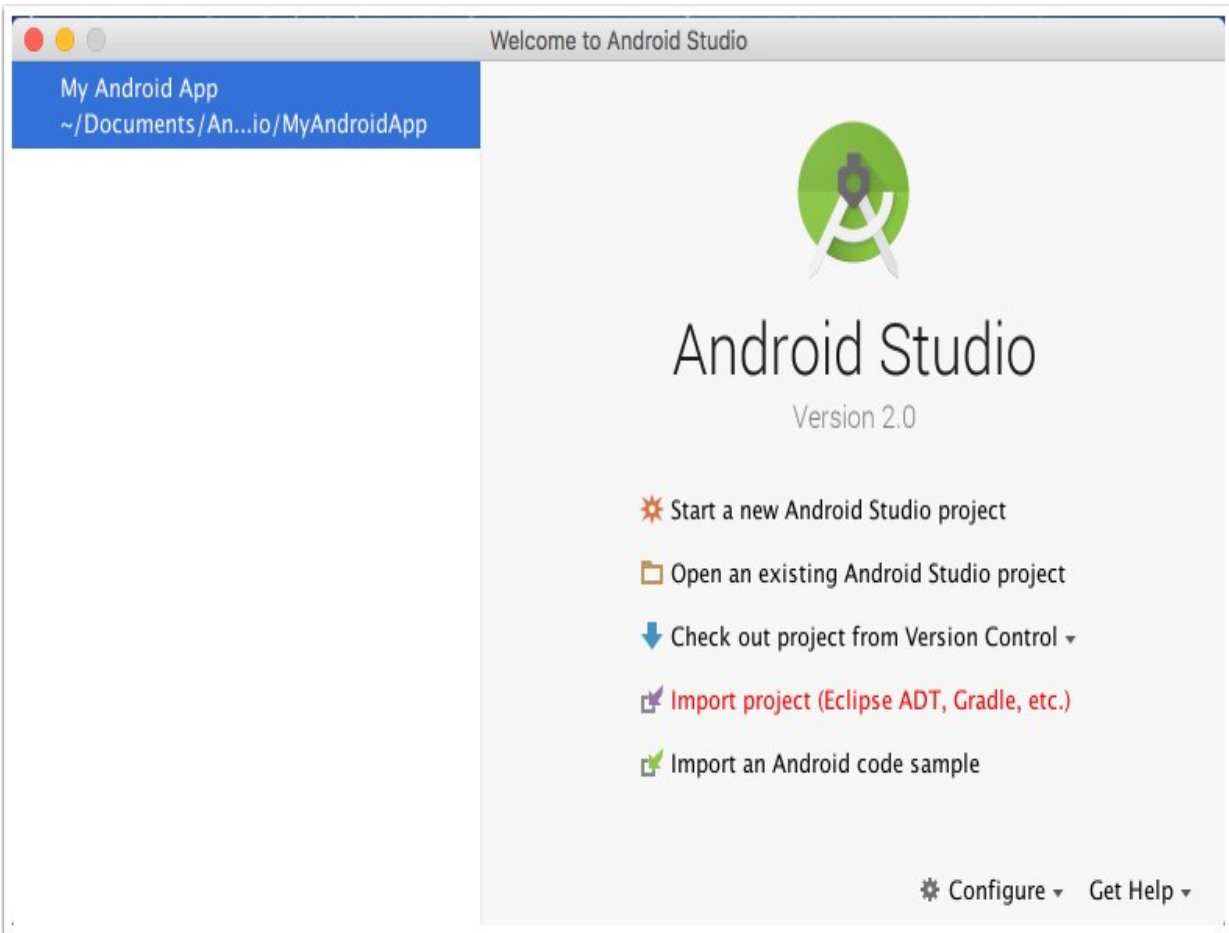 Welcome to Android Studio
My Android App
~/Documents/An...io/MyAndroidApp
Android Studio
Version 2.0
Start a new Android Studio project
Open an existing Android Studio project
Check out project from Version Control
Import project (Eclipse ADT, Gradle, etc.)
Import an Android code sample
Configure
Get Help